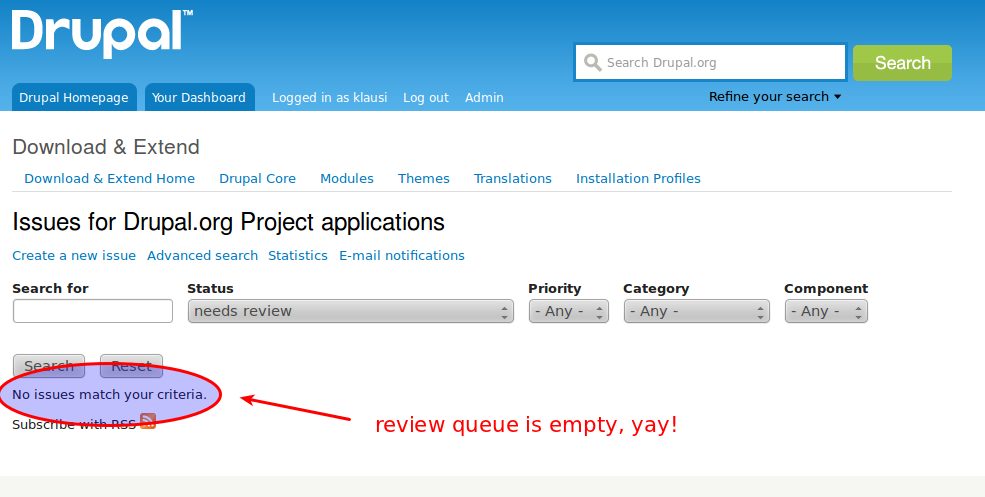 Drupal™
Search Drupal.org
Search
Refine your search
Drupal Homepage Your Dashboard Logged in as klausi Log out Admin
Download & Extend
Download & Extend Home Drupal Core Modules Themes Translations Installation Profiles
Issues for Drupal.org Project applications
Create a new issue Advanced search Statistics E-mail notifications
Search for Status Priority Category Component
needs review - Any - - Any - - Any -
Search Reset
No issues match your criteria.
Subscribe with RSS
review queue is empty, yay!